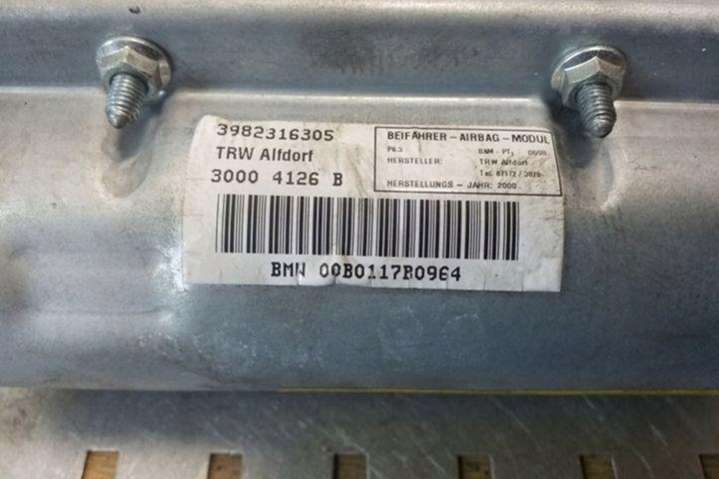 3982316305
TRW Alfdorf
3000 4126 B
BEIFAHRER - AIRBAG - MODUL
HERSTELLER: TRW Alfdorf
HERSTELLUNGS - JAHR: 2000
BMW 00B0117B0964